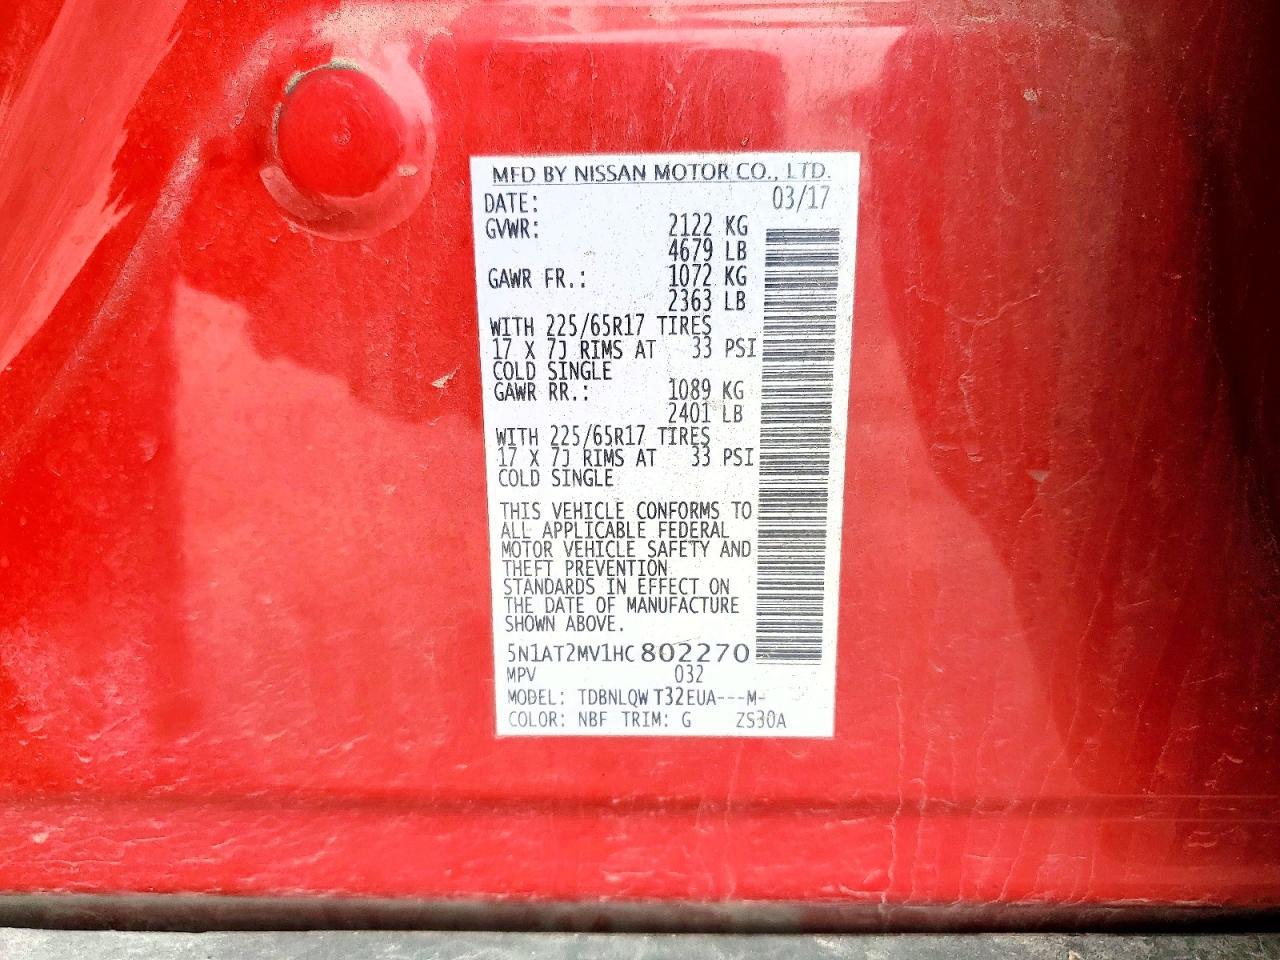 MFD BY NISSAN MOTOR CO., LTD.
DATE: 03/17
GVWR: 2122 KG
4679 LB
GAWR FR.: 1072 KG
2363 LB
WITH 225/65R17 TIRES
17 X 7J RIMS AT 33 PSI
COLD SINGLE
GAWR RR.: 1089 KG
2401 LB
WITH 225/65R17 TIRES
17 X 7J RIMS AT 33 PSI
COLD SINGLE
THIS VEHICLE CONFORMS TO
ALL APPLICABLE FEDERAL
MOTOR VEHICLE SAFETY AND
THEFT PREVENTION
STANDARDS IN EFFECT ON
THE DATE OF MANUFACTURE
SHOWN ABOVE.
5N1AT2MV1HC802270
MPV 032
MODEL: TDBNLQW T32EUA---M-
COLOR: NBF TRIM: G ZS30A